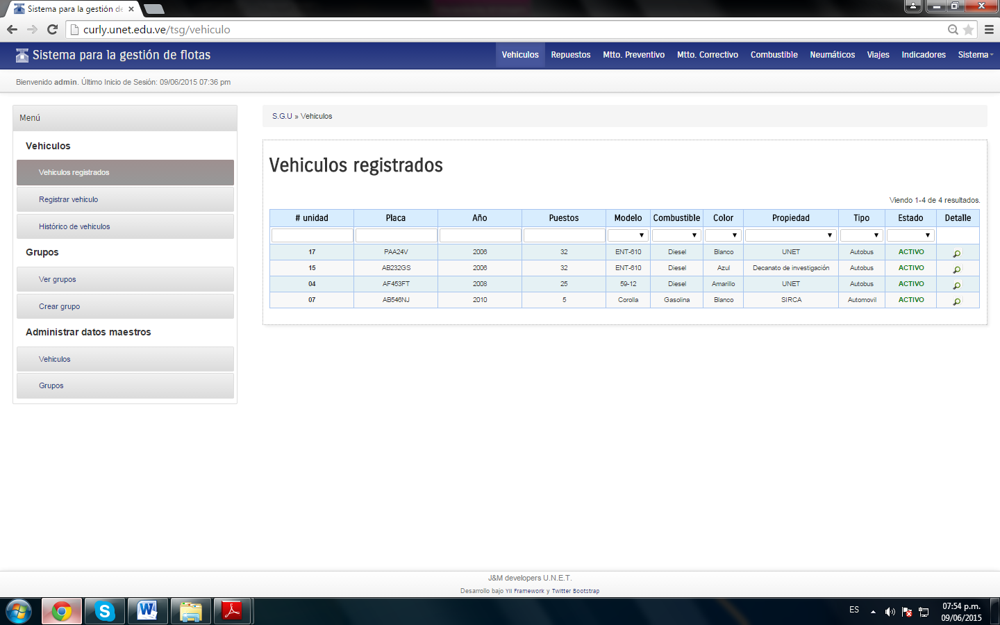 Sistema para la gestión de
curly.unet.edu.ve/tsg/vehiculo
Sistema para la gestión de flotas
Vehiculos Repuestos Mtto. Preventivo Mtto. Correctivo Combustible Neumáticos Viajes Indicadores Sistema
Bienvenido admin. Último Inicio de Sesión: 09/06/2015 07:36 pm
Menú
Vehiculos
Vehiculos registrados
Registrar vehiculo
Histórico de vehiculos
Grupos
Ver grupos
Crear grupo
Administrar datos maestros
Vehiculos
Grupos
S.G.U » Vehiculos
Vehiculos registrados
Viendo 1-4 de 4 resultados.
# unidad Placa Año Puestos Modelo Combustible Color Propiedad Tipo Estado Detalle
17 PAA24V 2006 32 ENT-610 Diesel Blanco UNET Autobus ACTIVO
15 AB232GS 2006 32 ENT-610 Diesel Azul Decanato de investigación Autobus ACTIVO
04 AF453FT 2008 25 59-12 Diesel Amarillo UNET Autobus ACTIVO
07 AB546NJ 2010 5 Corolla Gasolina Blanco SIRCA Automovil ACTIVO
J&M developers U.N.E.T.
Desarrollo bajo YII Framework y Twitter Bootstrap
ES
07:54 p.m.
09/06/2015